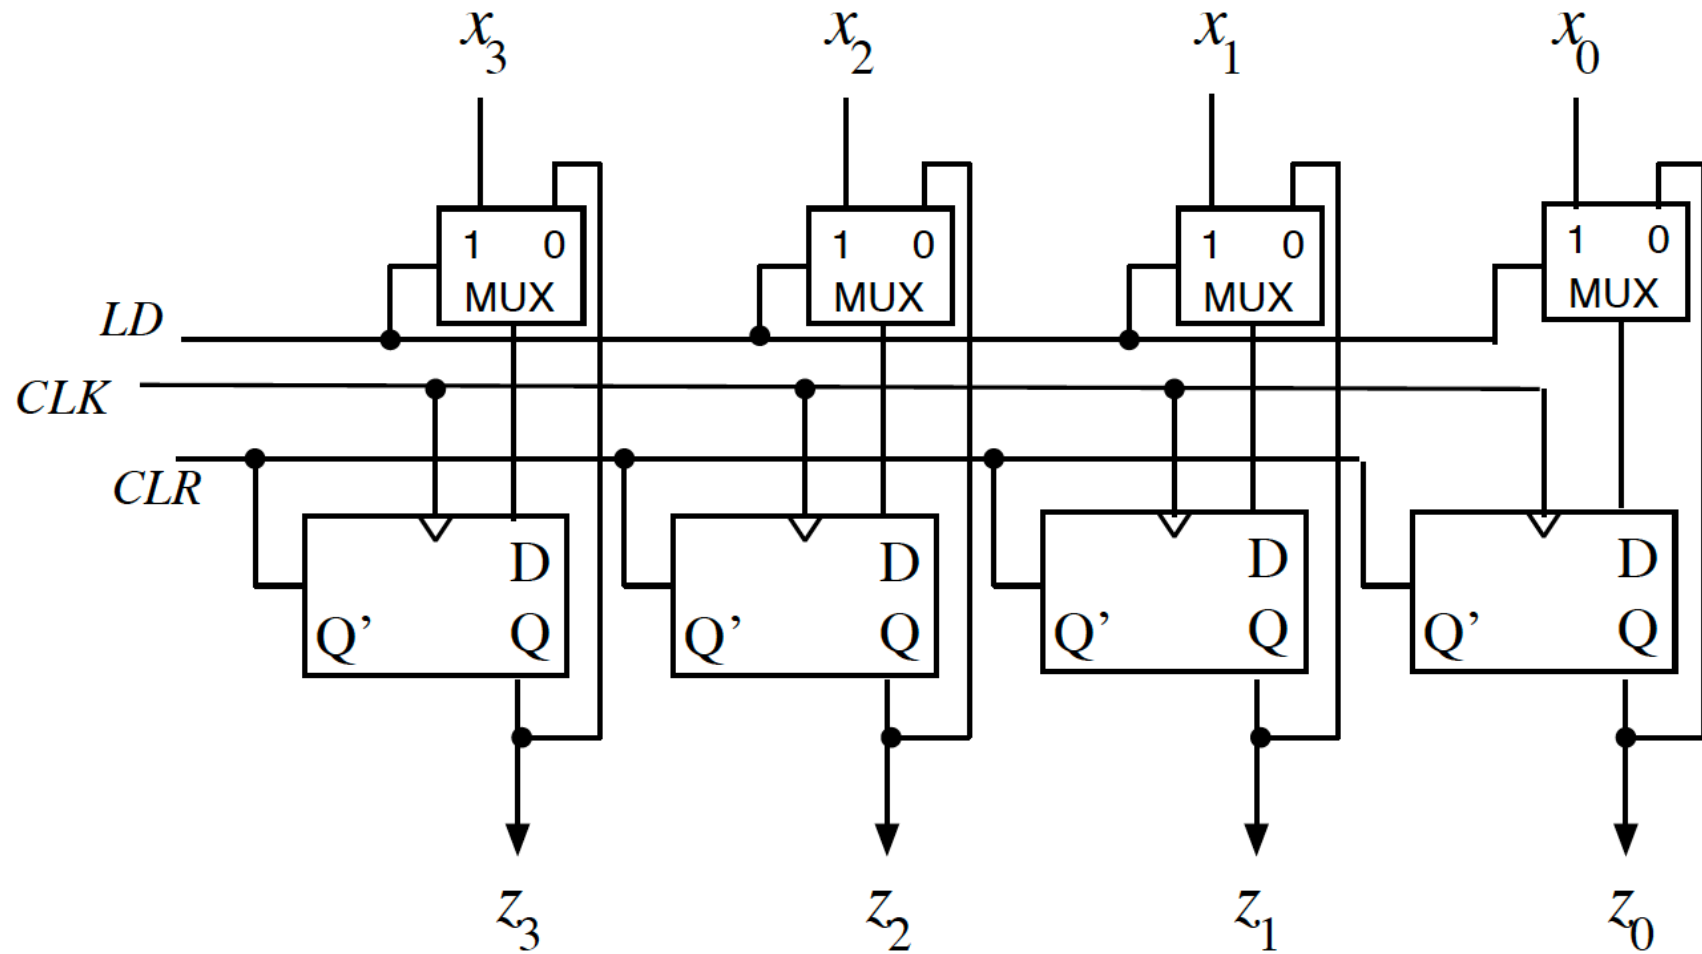 x3 x2 x1 x0
1 0 1 0 1 0 1 0
MUX MUX MUX MUX
LD
CLK
CLR
D D D D
Q’ Q Q’ Q Q’ Q Q’ Q
z3 z2 z1 z0